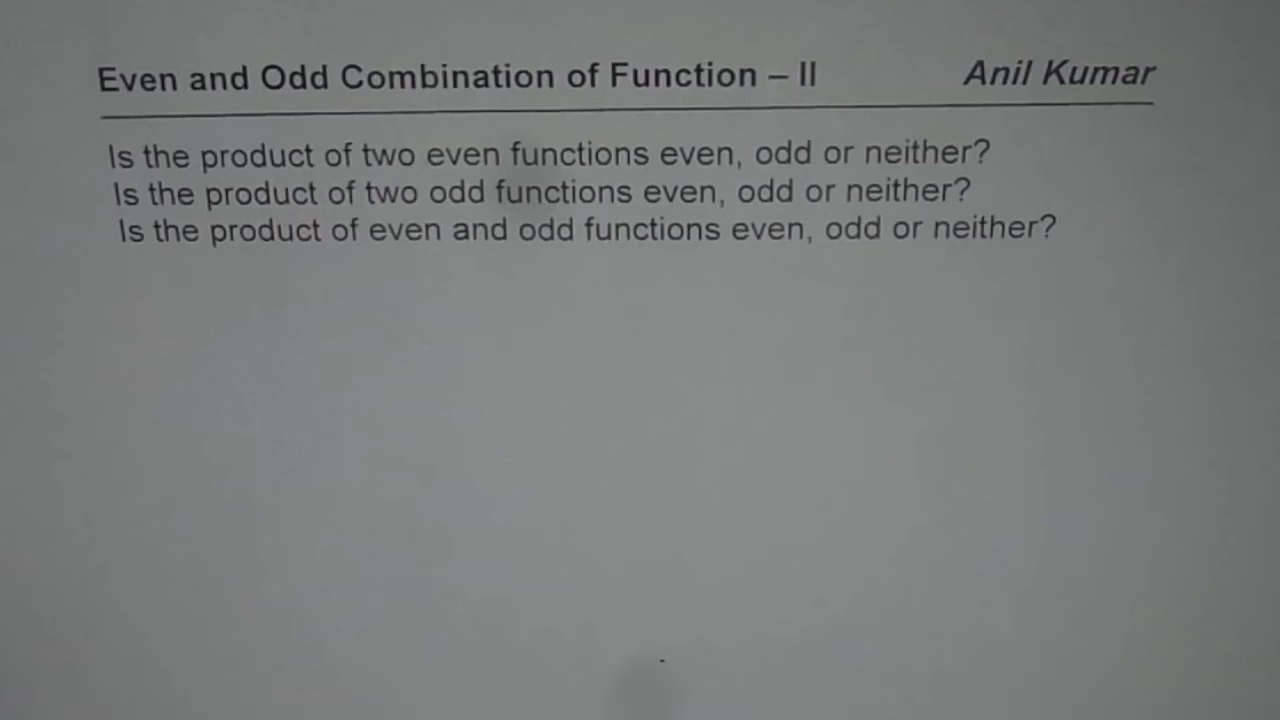 Even and Odd Combination of Function – II Anil Kumar
Is the product of two even functions even, odd or neither?
Is the product of two odd functions even, odd or neither?
Is the product of even and odd functions even, odd or neither?